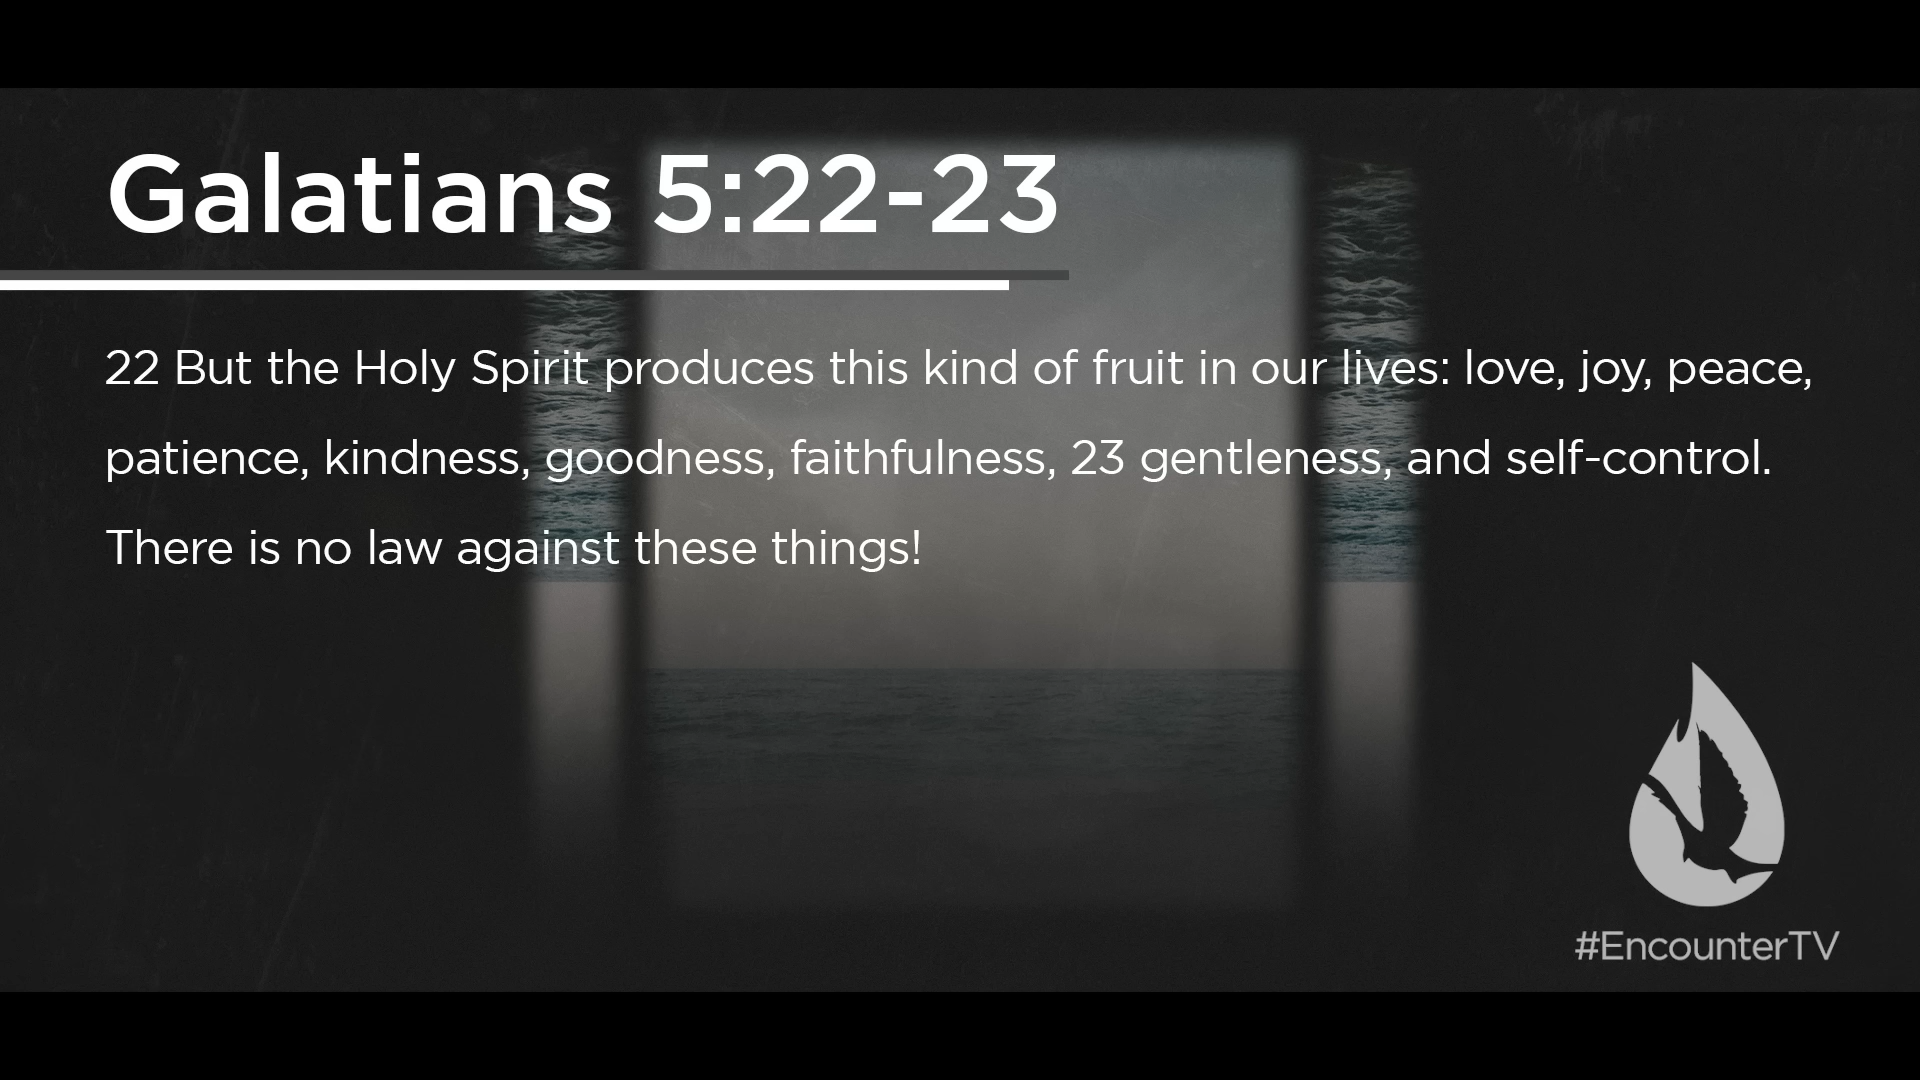 Galatians 5:22-23
22 But the Holy Spirit produces this kind of fruit in our lives: love, joy, peace,
patience, kindness, goodness, faithfulness, 23 gentleness, and self-control.
There is no law against these things!
#EncounterTV